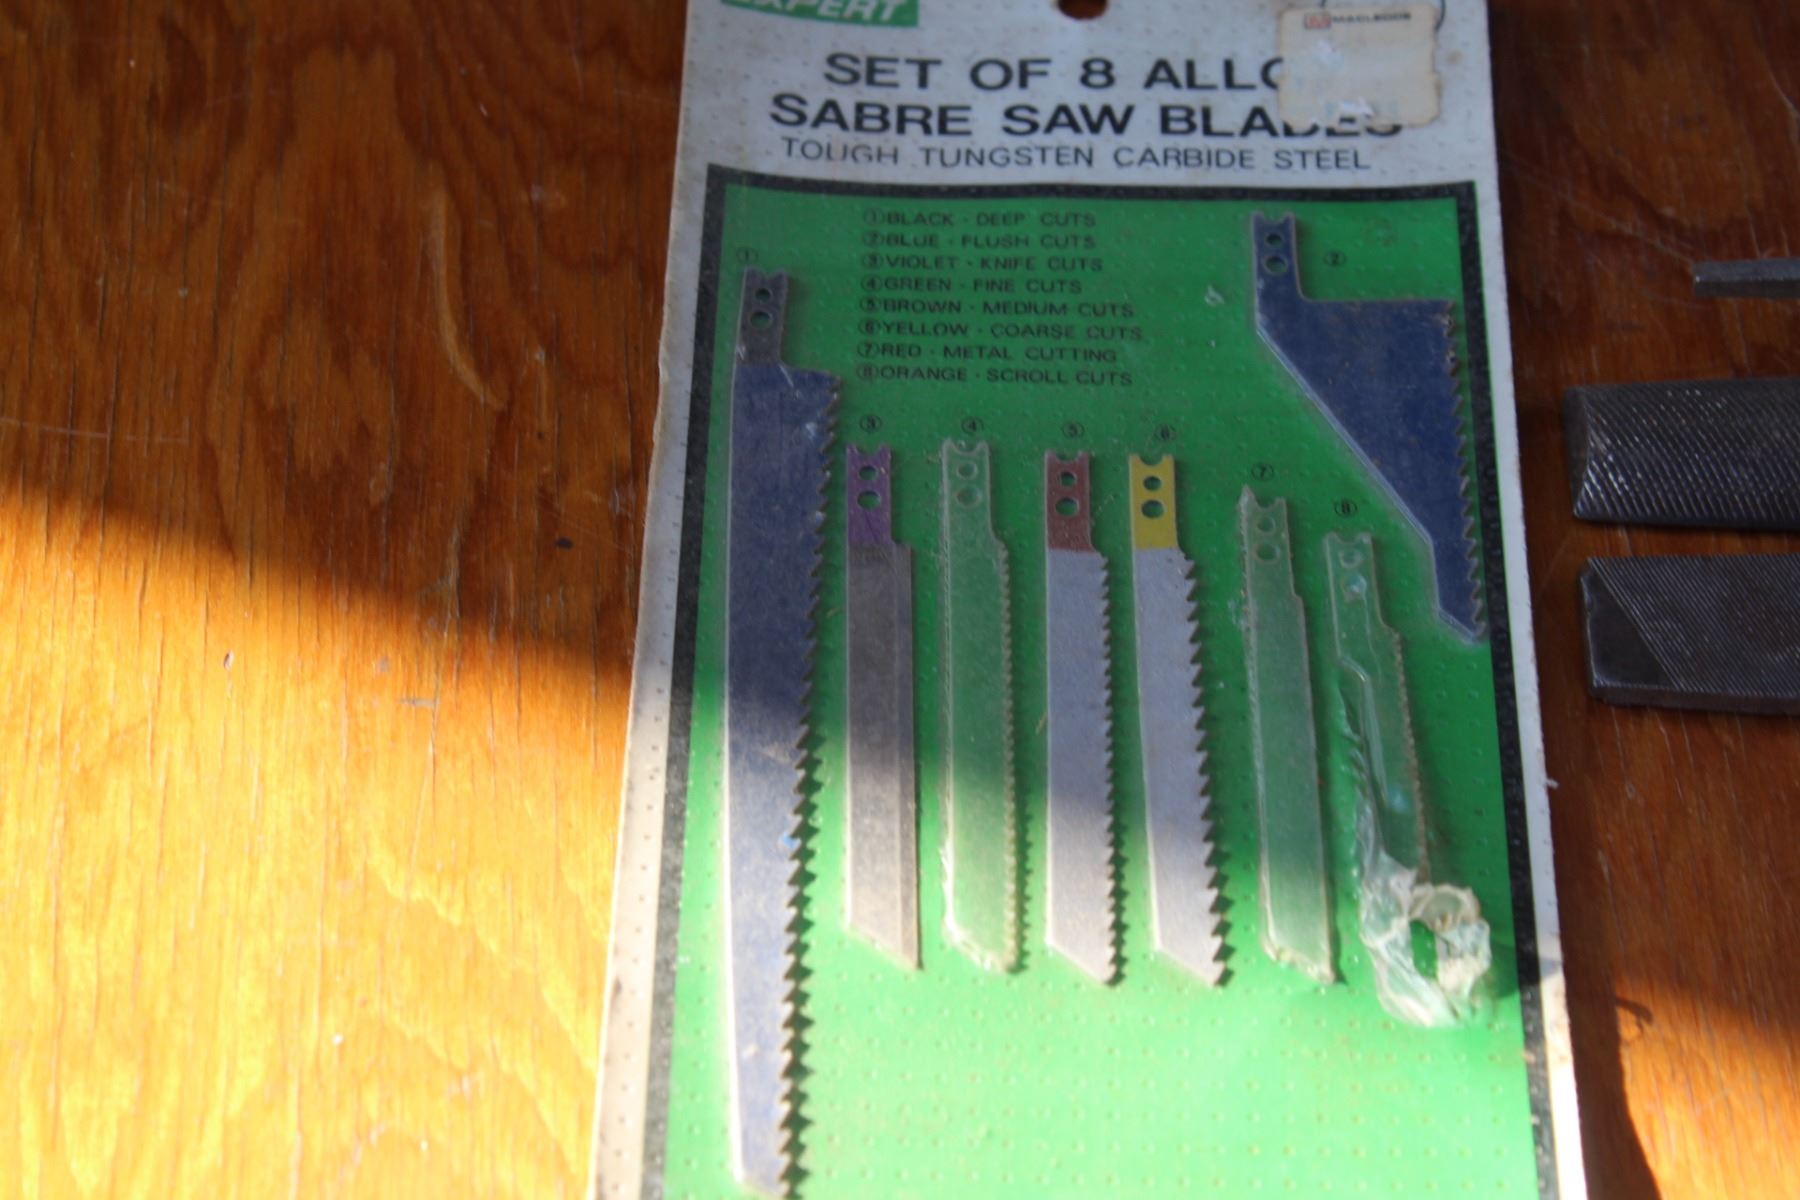 EXPERT
MACLEODS
SET OF 8 ALLO
SABRE SAW BLADES
TOUGH TUNGSTEN CARBIDE STEEL
①BLACK - DEEP CUTS
②BLUE - FLUSH CUTS
③VIOLET - KNIFE CUTS
④GREEN - FINE CUTS
⑤BROWN - MEDIUM CUTS
⑥YELLOW - COARSE CUTS
⑦RED - METAL CUTTING
⑧ORANGE - SCROLL CUTS
① ②
③ ④ ⑤ ⑥ ⑦ ⑧